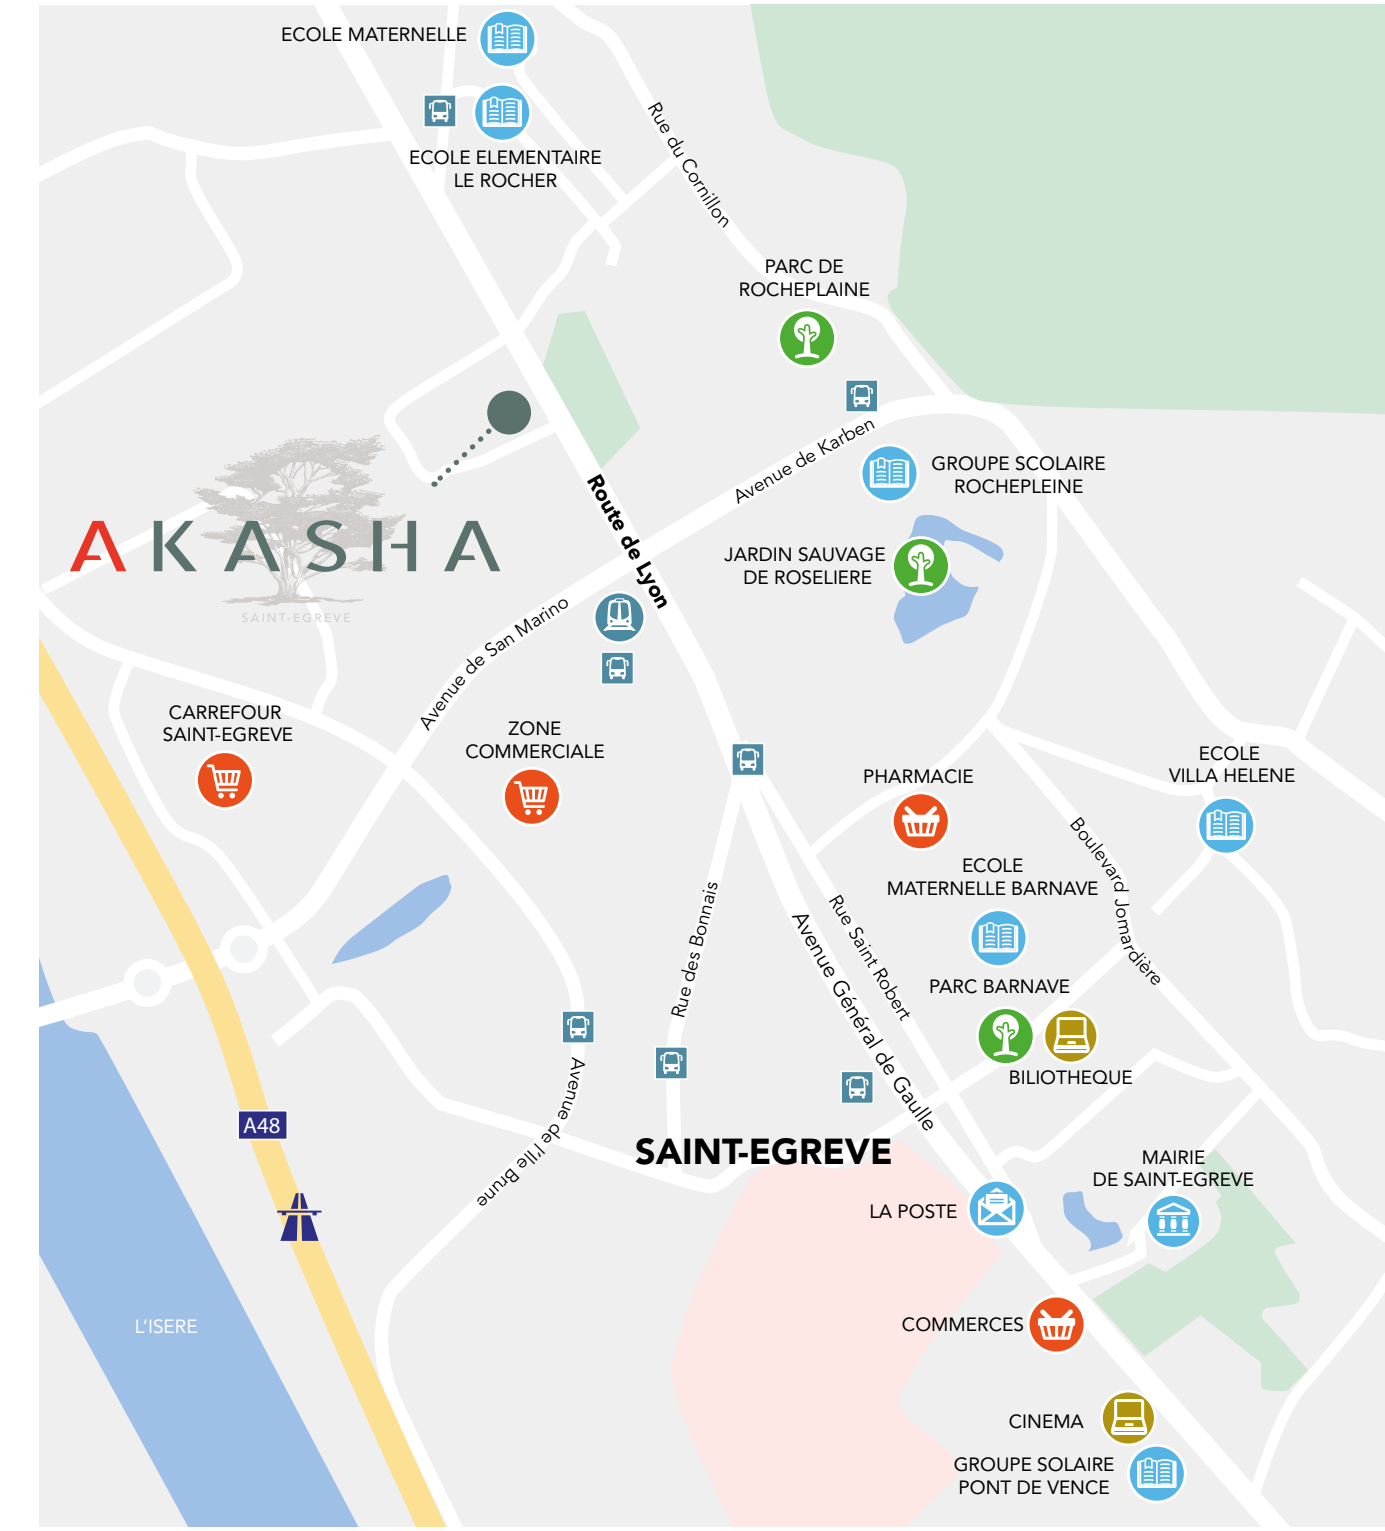 ECOLE MATERNELLE
ECOLE ELEMENTAIRE
LE ROCHER
Rue du Cornillon
PARC DE
ROCHEPLAINE
Avenue de Karben
GROUPE SCOLAIRE
ROCHEPLEINE
Route de Lyon
AKASHA
SAINT-EGREVE
JARDIN SAUVAGE
DE ROSELIERE
Avenue de San Marino
CARREFOUR
SAINT-EGREVE
ZONE
COMMERCIALE
PHARMACIE
ECOLE
VILLA HELENE
Boulevard Jomardière
ECOLE
MATERNELLE BARNAVE
Rue des Bonnais
Rue Saint Robert
Avenue Général de Gaulle
PARC BARNAVE
BILIOTHEQUE
A48
Avenue de l'Ile Brune
SAINT-EGREVE
MAIRIE
DE SAINT-EGREVE
LA POSTE
L'ISERE
COMMERCES
CINEMA
GROUPE SOLAIRE
PONT DE VENCE